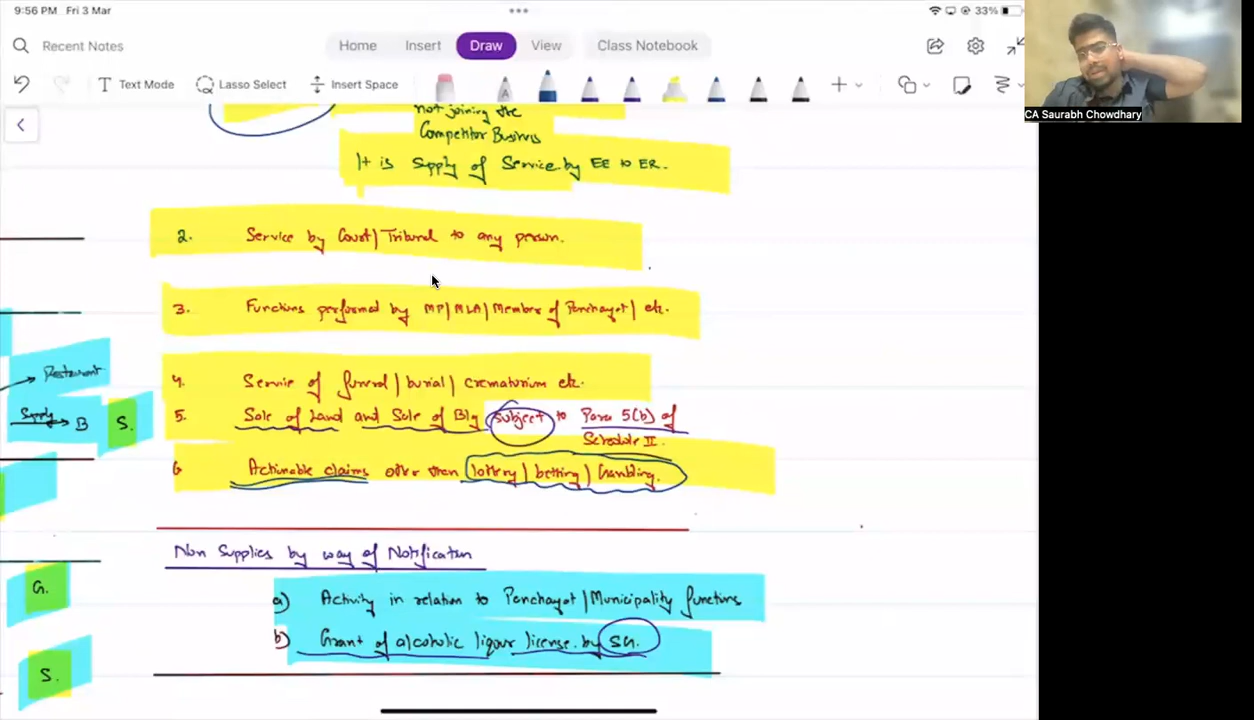 9:56 PM Fri 3 Mar
33%
Recent Notes
Home Insert Draw View Class Notebook
Text Mode Lasso Select Insert Space
CA Saurabh Chowdhary
not joining the
Competitor Business
It is Supply of Service by EE to ER.
2. Service by Court/Tribunal to any person.
3. Functions performed by MP/MLA/Member of Panchayat/ etc.
4. Service of funeral/burial/crematorium etc.
5. Sale of Land and Sale of Blg subject to Para 5(b) of
Schedule II.
6 Actionable claims other than lottery/betting/Gambling.
Restaurant
Supply B S.
Non Supplies by way of Notification
a) Activity in relation to Panchayat/Municipality functions
b) Grant of alcoholic liquor license by SG.
G.
S.